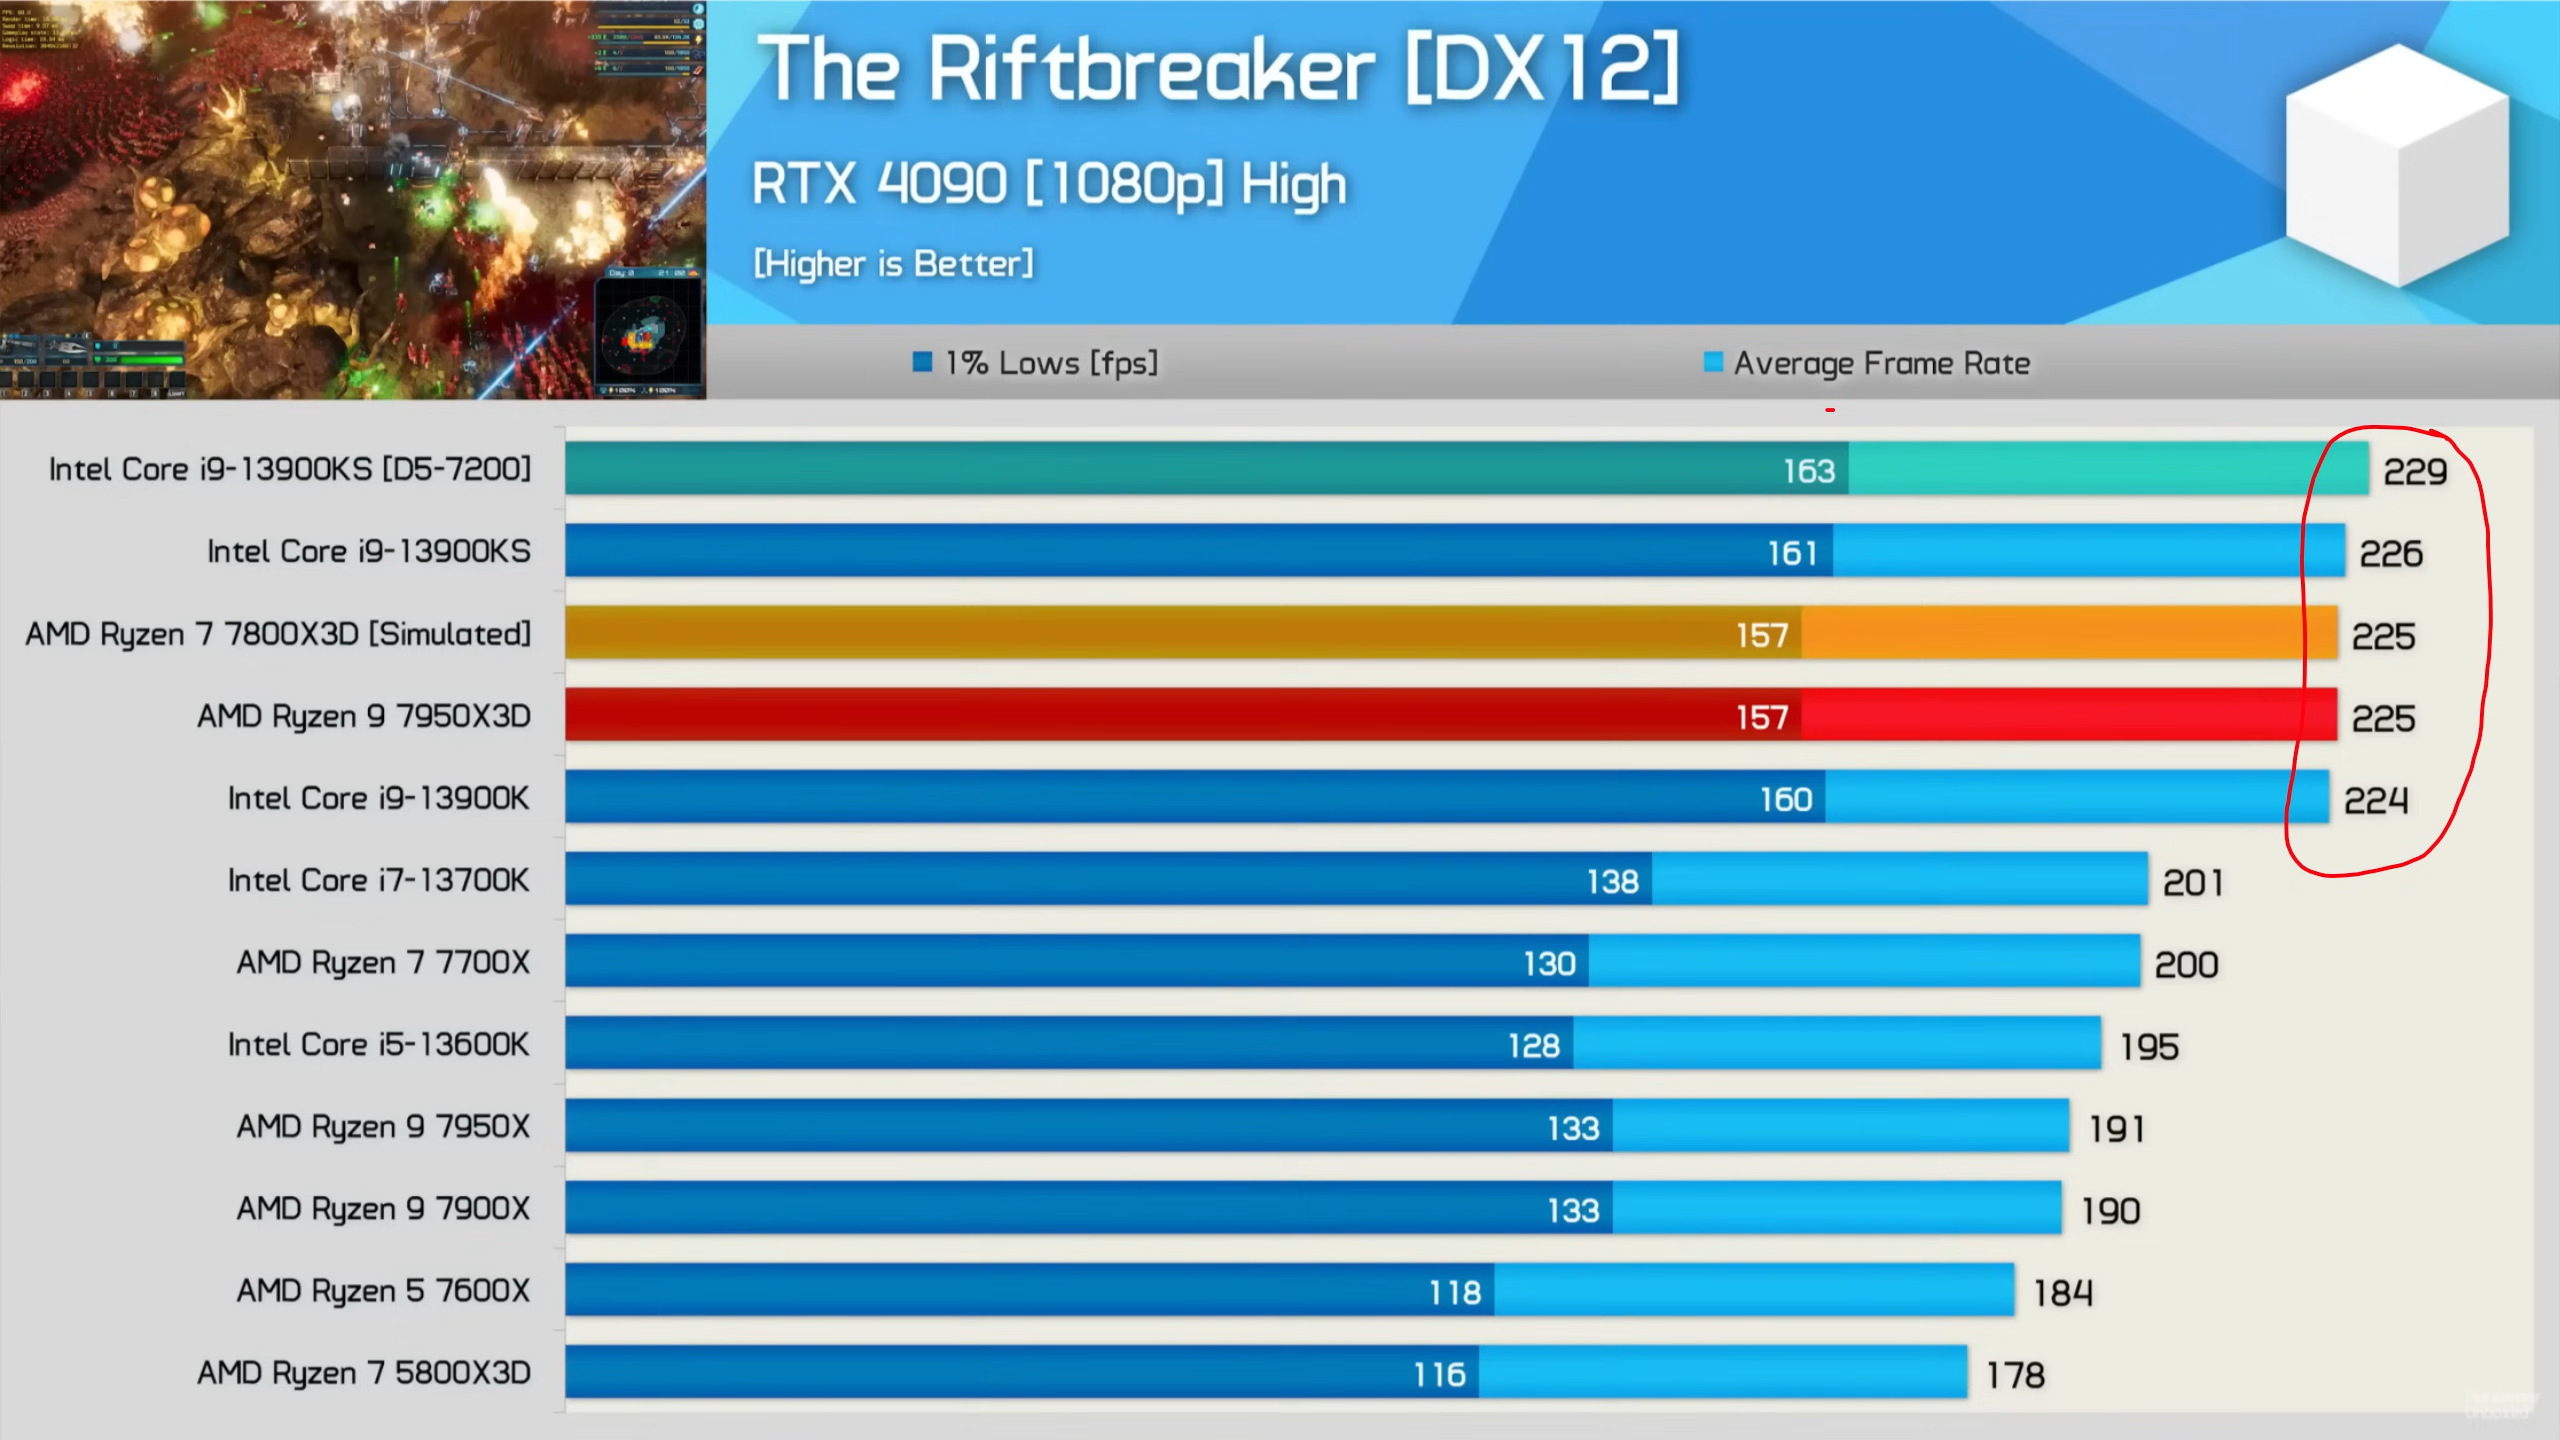 The Riftbreaker [DX12]
RTX 4090 [1080p] High
[Higher is Better]
1% Lows [fps] Average Frame Rate
Intel Core i9-13900KS [D5-7200] 163 229
Intel Core i9-13900KS 161 226
AMD Ryzen 7 7800X3D [Simulated] 157 225
AMD Ryzen 9 7950X3D 157 225
Intel Core i9-13900K 160 224
Intel Core i7-13700K 138 201
AMD Ryzen 7 7700X 130 200
Intel Core i5-13600K 128 195
AMD Ryzen 9 7950X 133 191
AMD Ryzen 9 7900X 133 190
AMD Ryzen 5 7600X 118 184
AMD Ryzen 7 5800X3D 116 178